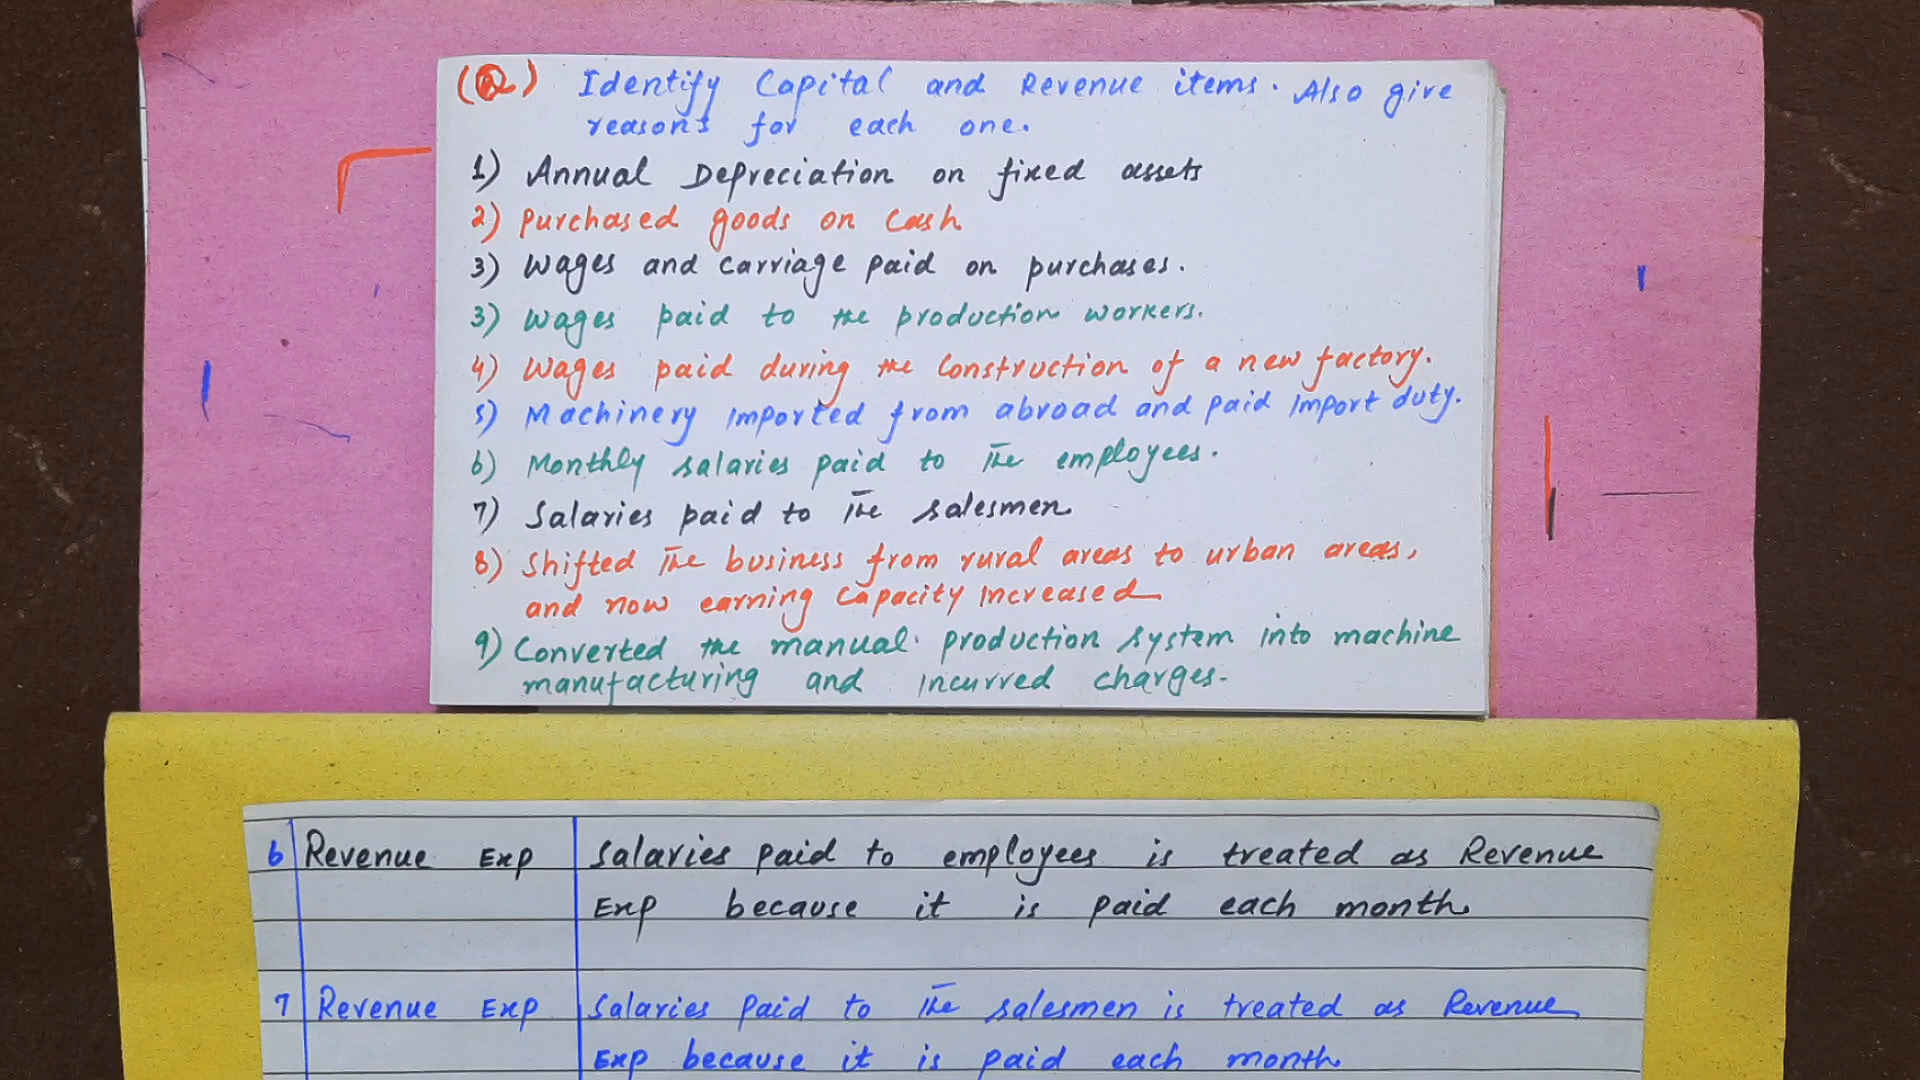 (Q) Identify Capital and Revenue items. Also give
reasons for each one.
1) Annual Depreciation on fixed assets
2) Purchased goods on Cash
3) Wages and carriage paid on purchases.
3) Wages paid to the production workers.
4) Wages paid during the Construction of a new factory.
5) Machinery imported from abroad and paid import duty.
6) Monthly salaries paid to the employees.
7) Salaries paid to the salesmen
8) Shifted the business from rural areas to urban areas,
and now earning capacity increased
9) Converted the manual production system into machine
manufacturing and incurred charges.
6 Revenue Exp Salaries paid to employees is treated as Revenue
Exp because it is paid each month
7 Revenue Exp Salaries paid to the salesmen is treated as Revenue
Exp because it is paid each month